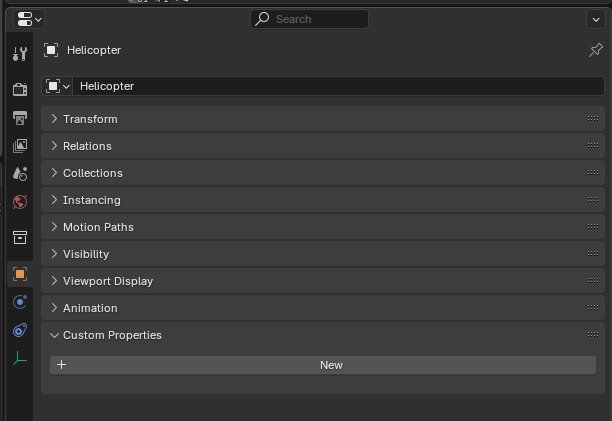 Search
Helicopter
Helicopter
Transform
Relations
Collections
Instancing
Motion Paths
Visibility
Viewport Display
Animation
Custom Properties
+ New